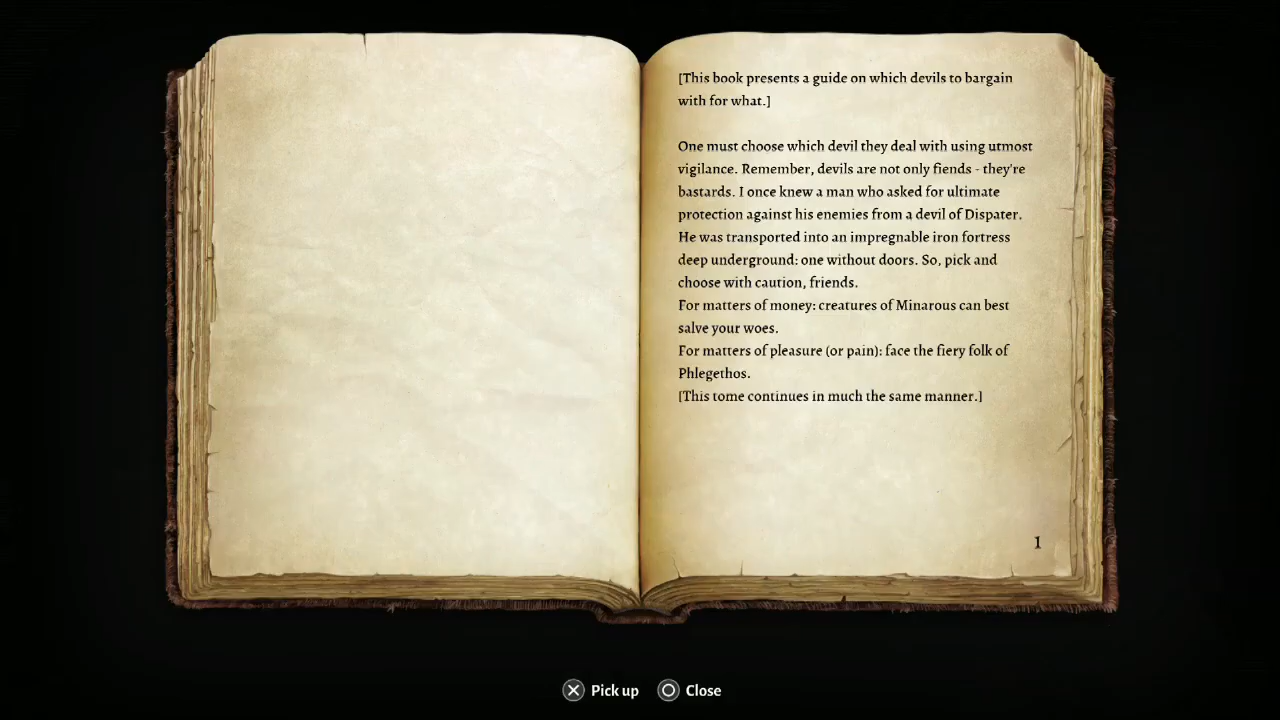 [This book presents a guide on which devils to bargain
with for what.]
One must choose which devil they deal with using utmost
vigilance. Remember, devils are not only fiends - they're
bastards. I once knew a man who asked for ultimate
protection against his enemies from a devil of Dispater.
He was transported into an impregnable iron fortress
deep underground: one without doors. So, pick and
choose with caution, friends.
For matters of money: creatures of Minarous can best
salve your woes.
For matters of pleasure (or pain): face the fiery folk of
Phlegethos.
[This tome continues in much the same manner.]
1
Pick up
Close